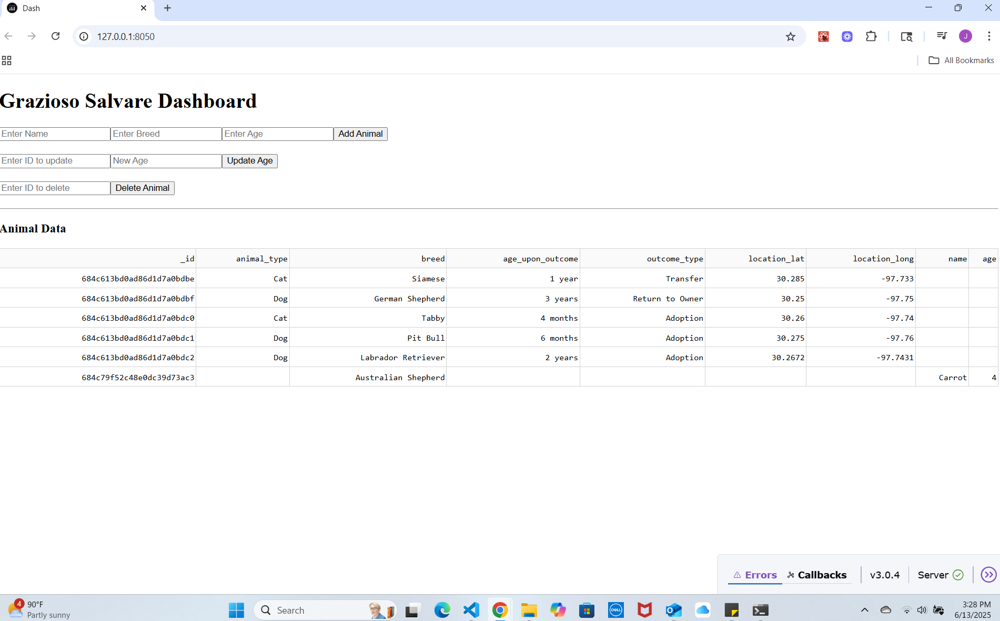 Dash
127.0.0.1:8050
All Bookmarks
Grazioso Salvare Dashboard
Enter Name Enter Breed Enter Age Add Animal
Enter ID to update New Age Update Age
Enter ID to delete Delete Animal
Animal Data
_id animal_type breed age_upon_outcome outcome_type location_lat location_long name age
684c613bd0ad86d1d7a0bdbe Cat Siamese 1 year Transfer 30.285 -97.733
684c613bd0ad86d1d7a0bdbf Dog German Shepherd 3 years Return to Owner 30.25 -97.75
684c613bd0ad86d1d7a0bdc0 Cat Tabby 4 months Adoption 30.26 -97.74
684c613bd0ad86d1d7a0bdc1 Dog Pit Bull 6 months Adoption 30.275 -97.76
684c613bd0ad86d1d7a0bdc2 Dog Labrador Retriever 2 years Adoption 30.2672 -97.7431
684c79f52c48e0dc39d73ac3 Australian Shepherd Carrot 4
Errors Callbacks v3.0.4 Server
J
4
90°F
Partly sunny
Search
DELL
3:28 PM
6/13/2025